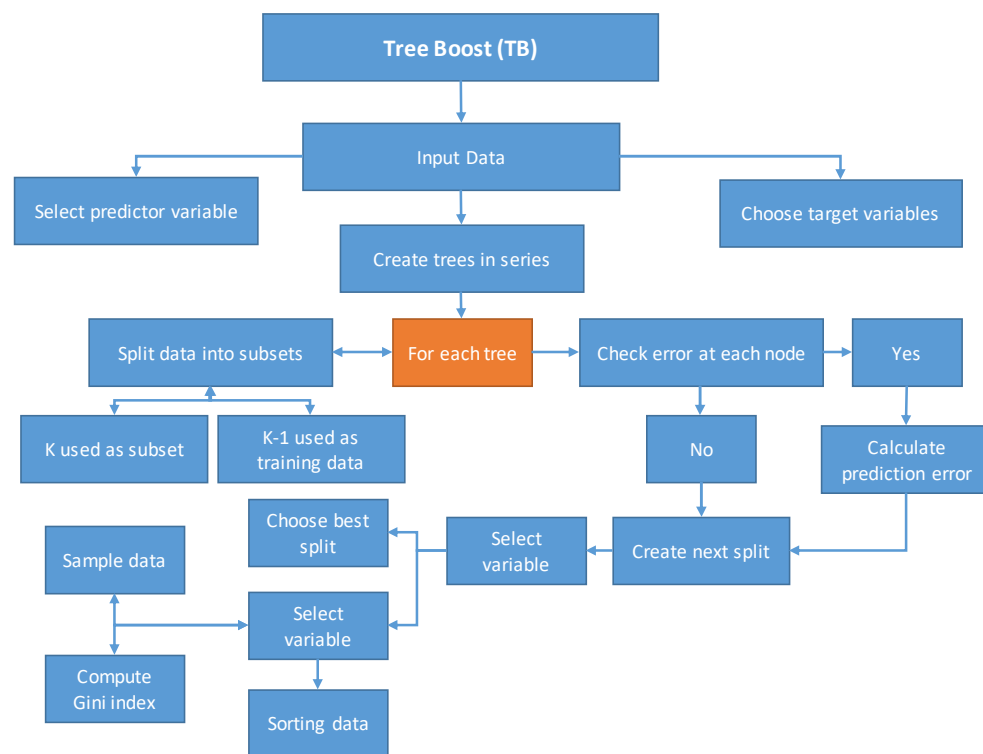 Tree Boost (TB)
Input Data
Select predictor variable
Choose target variables
Create trees in series
Split data into subsets
For each tree
Check error at each node
Yes
K used as subset
K-1 used as
training data
No
Calculate
prediction error
Choose best
split
Sample data
Select
variable
Create next split
Select
variable
Compute
Gini index
Sorting data